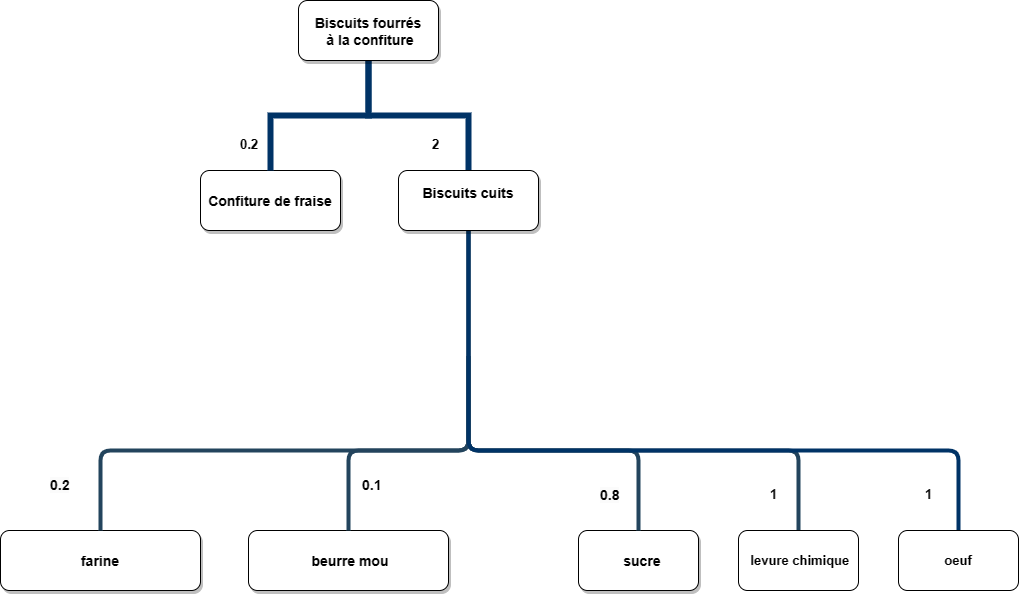 Biscuits fourrés
à la confiture
0.2
2
Confiture de fraise
Biscuits cuits
0.2
0.1
0.8
1
1
farine
beurre mou
sucre
levure chimique
oeuf